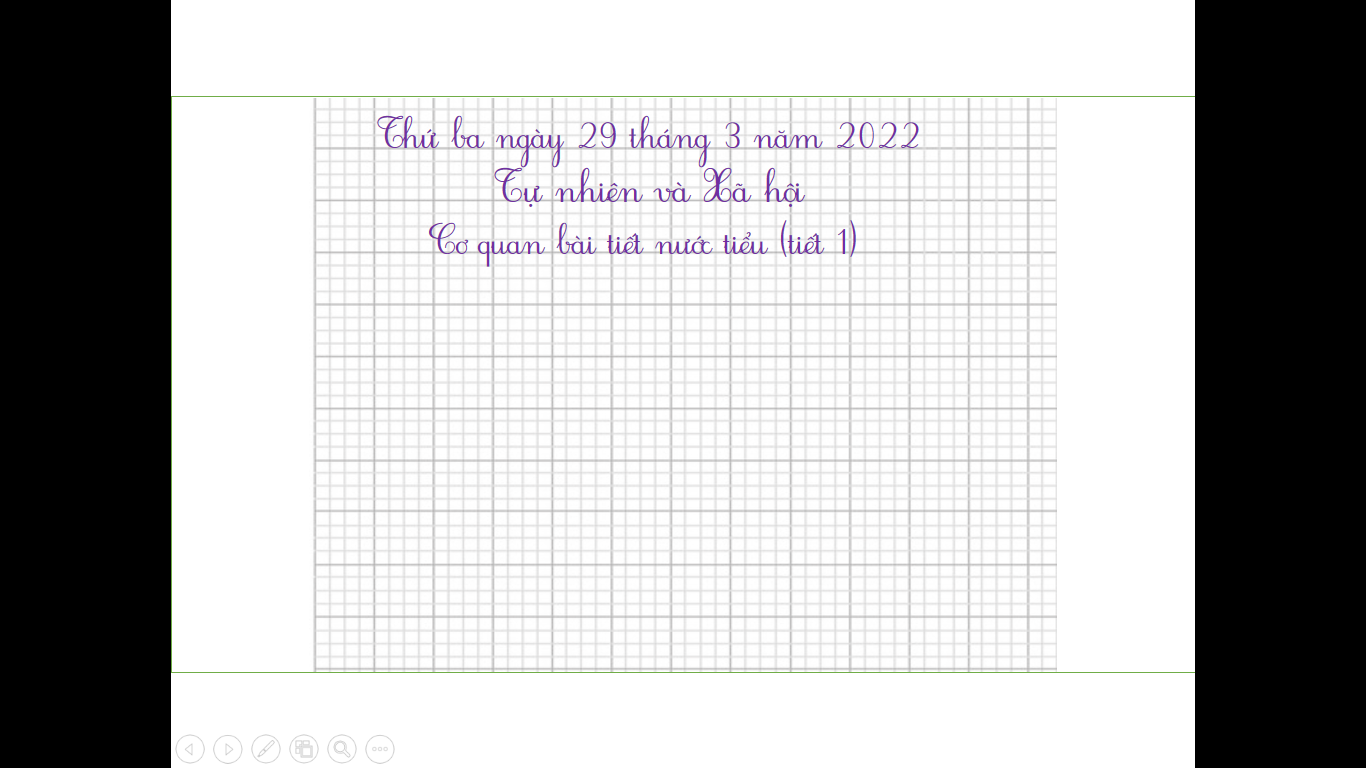 Thứ ba ngày 29 tháng 3 năm 2022
Tự nhiên và Xã hội
Cơ quan bài tiết nước tiểu (tiết 1)